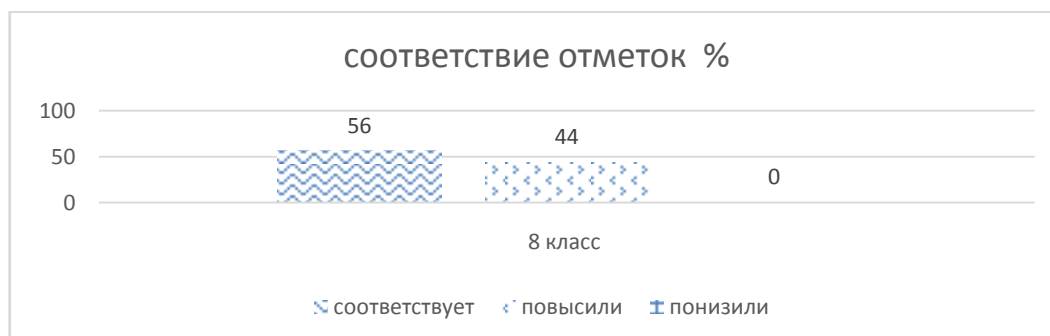 соответствие отметок %
100
50
0
56
44
0
8 класс
соответствует повысили понизили